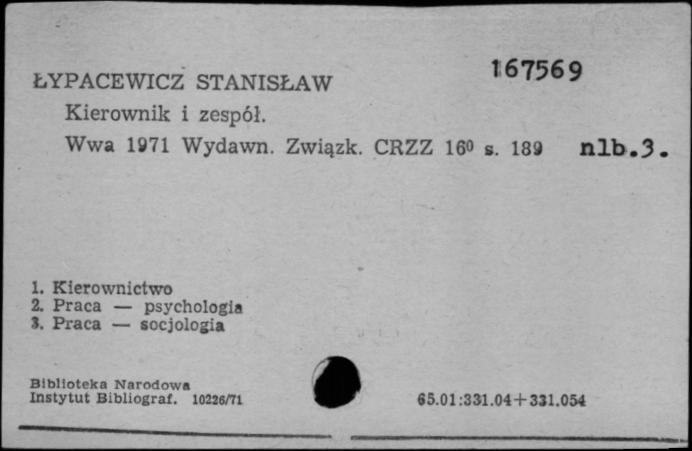 167569
ŁYPACEWICZ STANISŁAW
Kierownik i zespół.
Wwa 1971 Wydawn. Związk. CRZZ 16⁰ s. 189 nlb.3.
1. Kierownictwo
2. Praca — psychologia
3. Praca — socjologia
Biblioteka Narodowa
Instytut Bibliograf. 10226/71
65.01:331.04+331.054